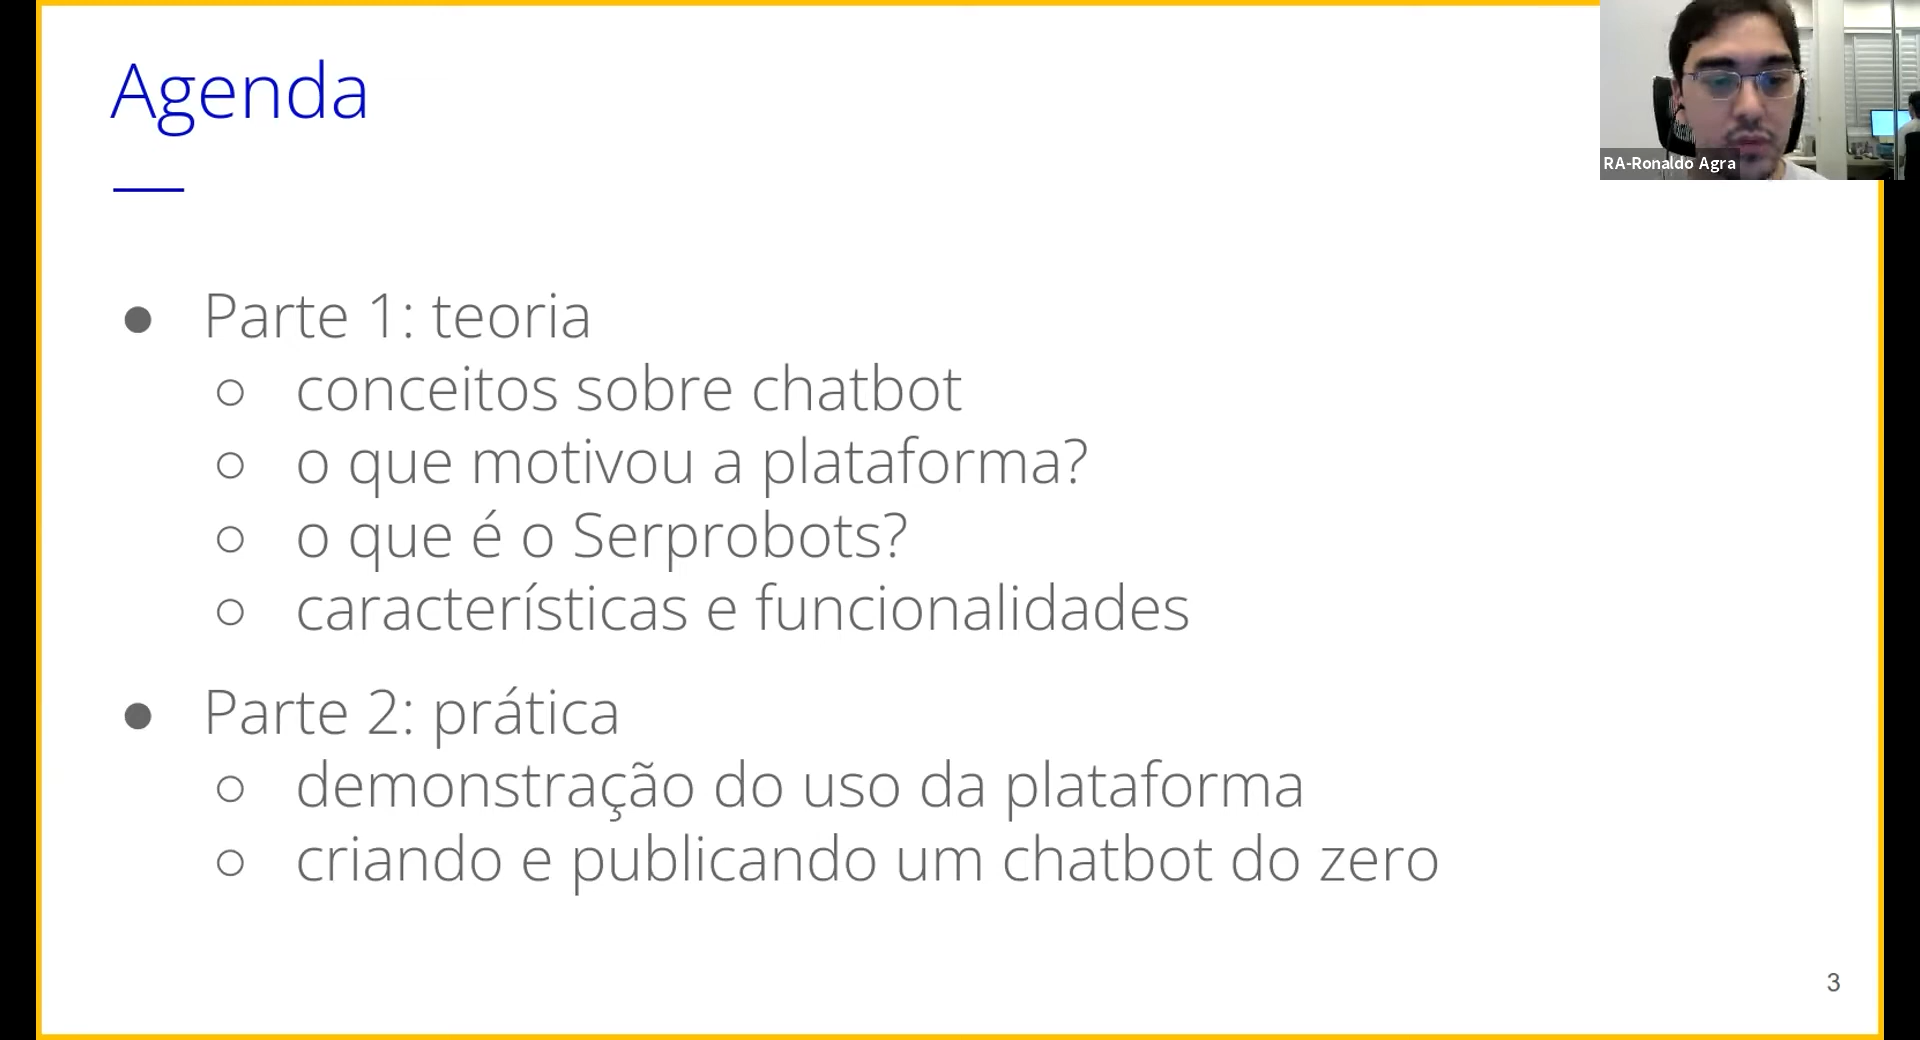 Agenda
RA-Ronaldo Agra
● Parte 1: teoria
○ conceitos sobre chatbot
○ o que motivou a plataforma?
○ o que é o Serprobots?
○ características e funcionalidades
● Parte 2: prática
○ demonstração do uso da plataforma
○ criando e publicando um chatbot do zero
3